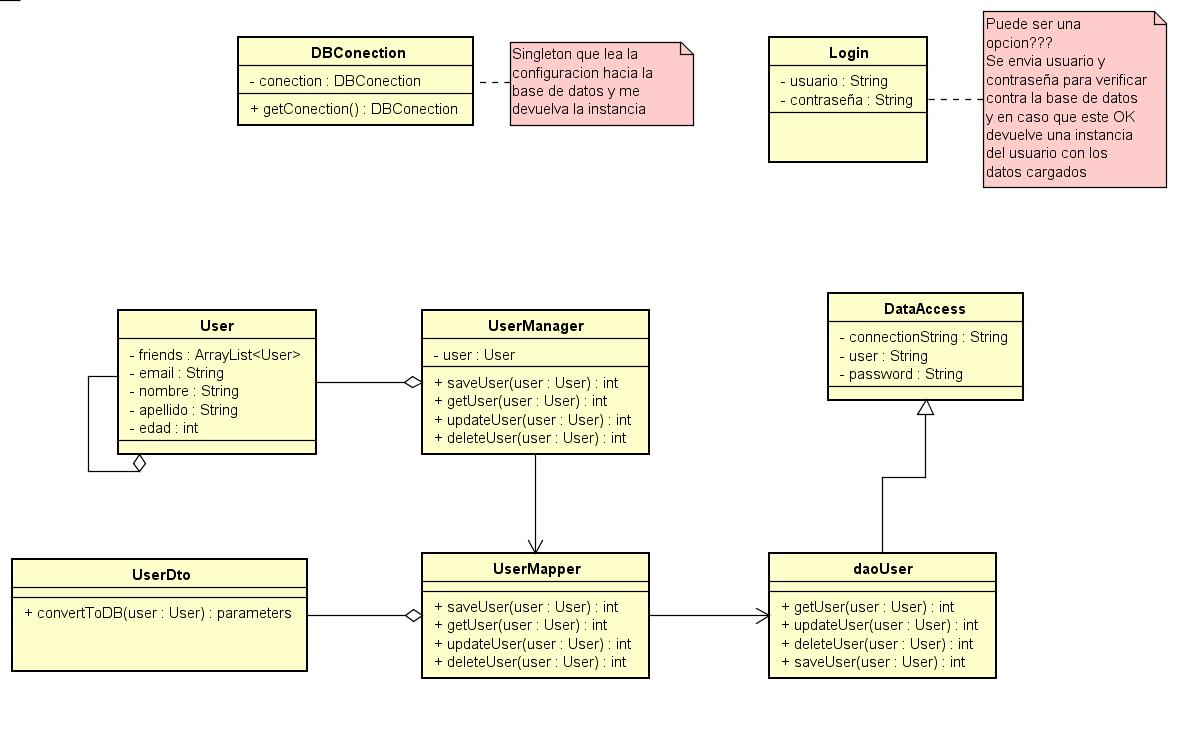 DBConection
- conection : DBConection
+ getConection() : DBConection
Singleton que lea la
configuracion hacia la
base de datos y me
devuelva la instancia
Login
- usuario : String
- contraseña : String
Puede ser una
opcion???
Se envia usuario y
contraseña para verificar
contra la base de datos
y en caso que este OK
devuelve una instancia
del usuario con los
datos cargados
User
- friends : ArrayList<User>
- email : String
- nombre : String
- apellido : String
- edad : int
UserManager
- user : User
+ saveUser(user : User) : int
+ getUser(user : User) : int
+ updateUser(user : User) : int
+ deleteUser(user : User) : int
DataAccess
- connectionString : String
- user : String
- password : String
UserDto
+ convertToDB(user : User) : parameters
UserMapper
+ saveUser(user : User) : int
+ getUser(user : User) : int
+ updateUser(user : User) : int
+ deleteUser(user : User) : int
daoUser
+ getUser(user : User) : int
+ updateUser(user : User) : int
+ deleteUser(user : User) : int
+ saveUser(user : User) : int